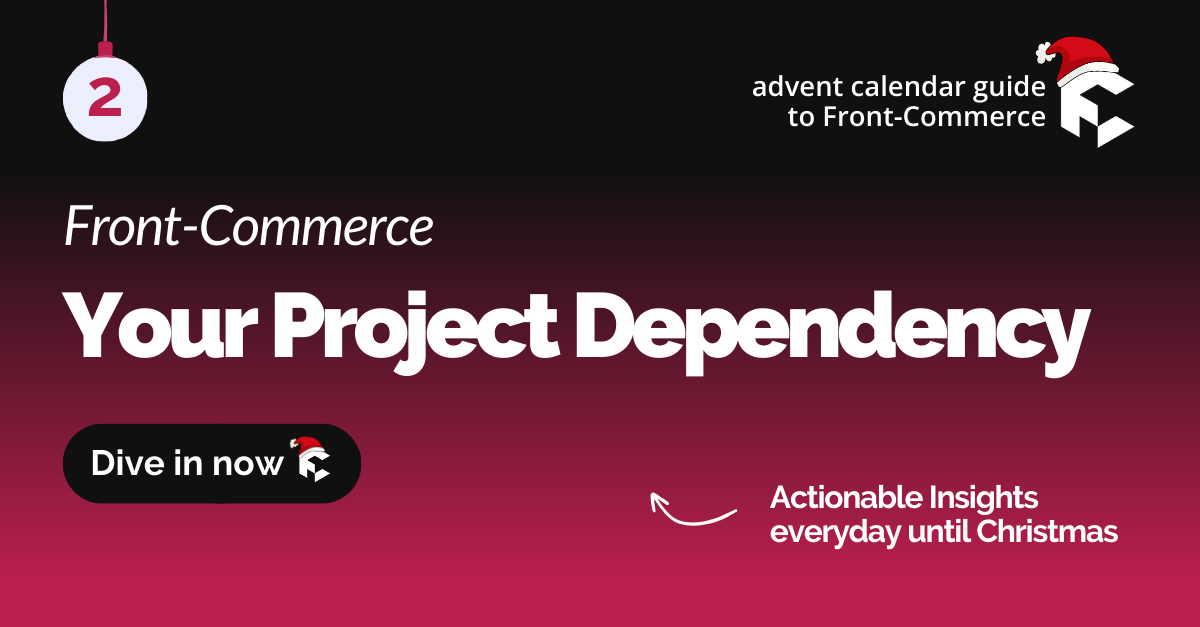 2
advent calendar guide
to Front-Commerce
Front-Commerce
Your Project Dependency
Dive in now
Actionable Insights
everyday until Christmas